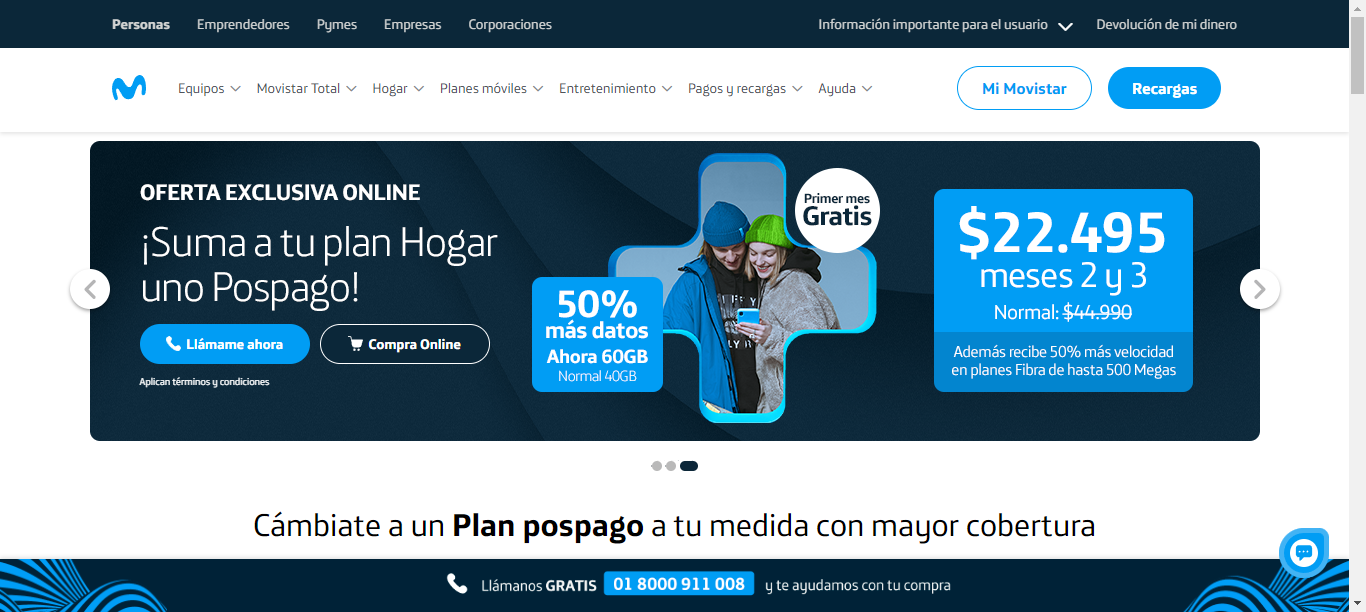 Personas Emprendedores Pymes Empresas Corporaciones Información importante para el usuario Devolución de mi dinero
Equipos Movistar Total Hogar Planes móviles Entretenimiento Pagos y recargas Ayuda Mi Movistar Recargas
OFERTA EXCLUSIVA ONLINE
¡Suma a tu plan Hogar
uno Pospago!
Llámame ahora
Compra Online
Aplican términos y condiciones
50%
más datos
Ahora 60GB
Normal 40GB
Primer mes
Gratis
$22.495
meses 2 y 3
Normal: $44.990
Además recibe 50% más velocidad
en planes Fibra de hasta 500 Megas
Cámbiate a un Plan pospago a tu medida con mayor cobertura
Llámanos GRATIS 01 8000 911 008 y te ayudamos con tu compra